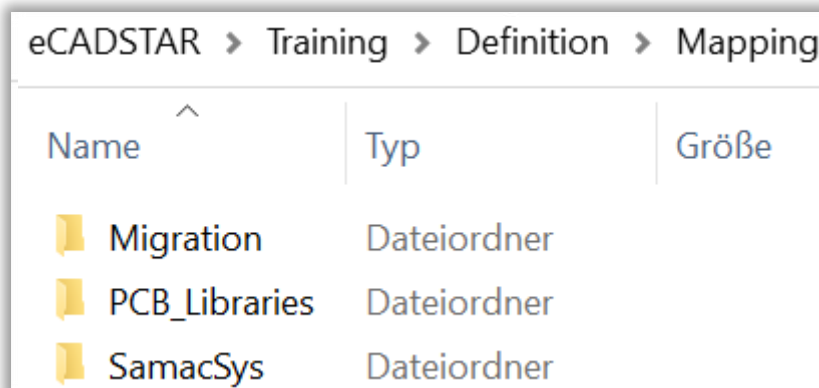 eCADSTAR > Training > Definition > Mapping
Name Typ Größe
Migration Dateiordner
PCB_Libraries Dateiordner
SamacSys Dateiordner